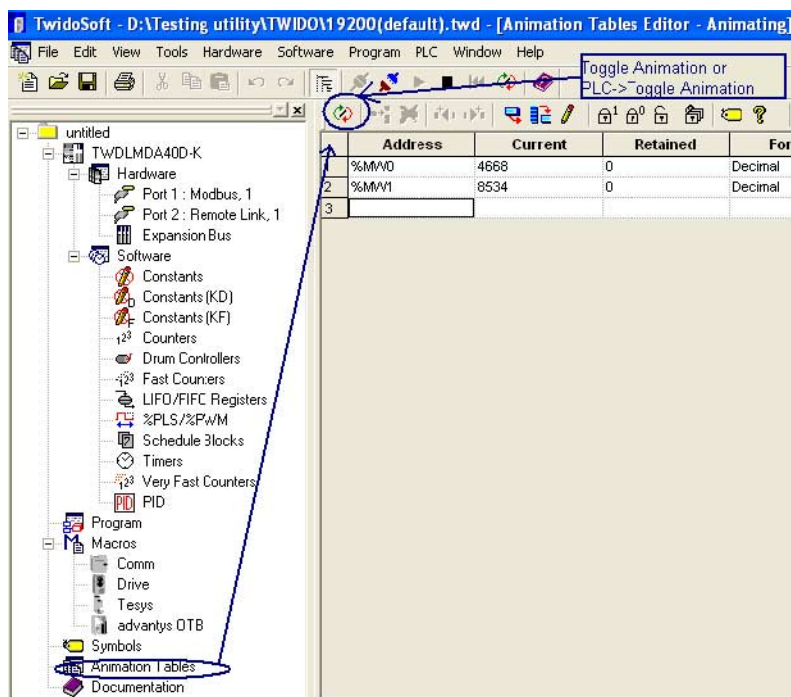 TwidoSoft - D:\Testing utility\TWIDO\19200(default).twd - [Animation Tables Editor - Animating]
File Edit View Tools Hardware Software Program PLC Window Help
Toggle Animation or
PLC->Toggle Animation
Address Current Retained For
1 %MW0 4668 0 Decimal
2 %MW1 8534 0 Decimal
3
untitled
TWDLMDA40D-K
Hardware
Port 1 : Modbus, 1
Port 2 : Remote Link, 1
Expansion Bus
Software
Constants
Constants (KD)
Constants (KF)
Counters
Drum Controllers
Fast Counters
LIFO/FIFO Registers
%PLS/%PWM
Schedule Blocks
Timers
Very Fast Counters
PID PID
Program
Macros
Comm
Drive
Tesys
advantys OTB
Symbols
Animation Tables
Documentation